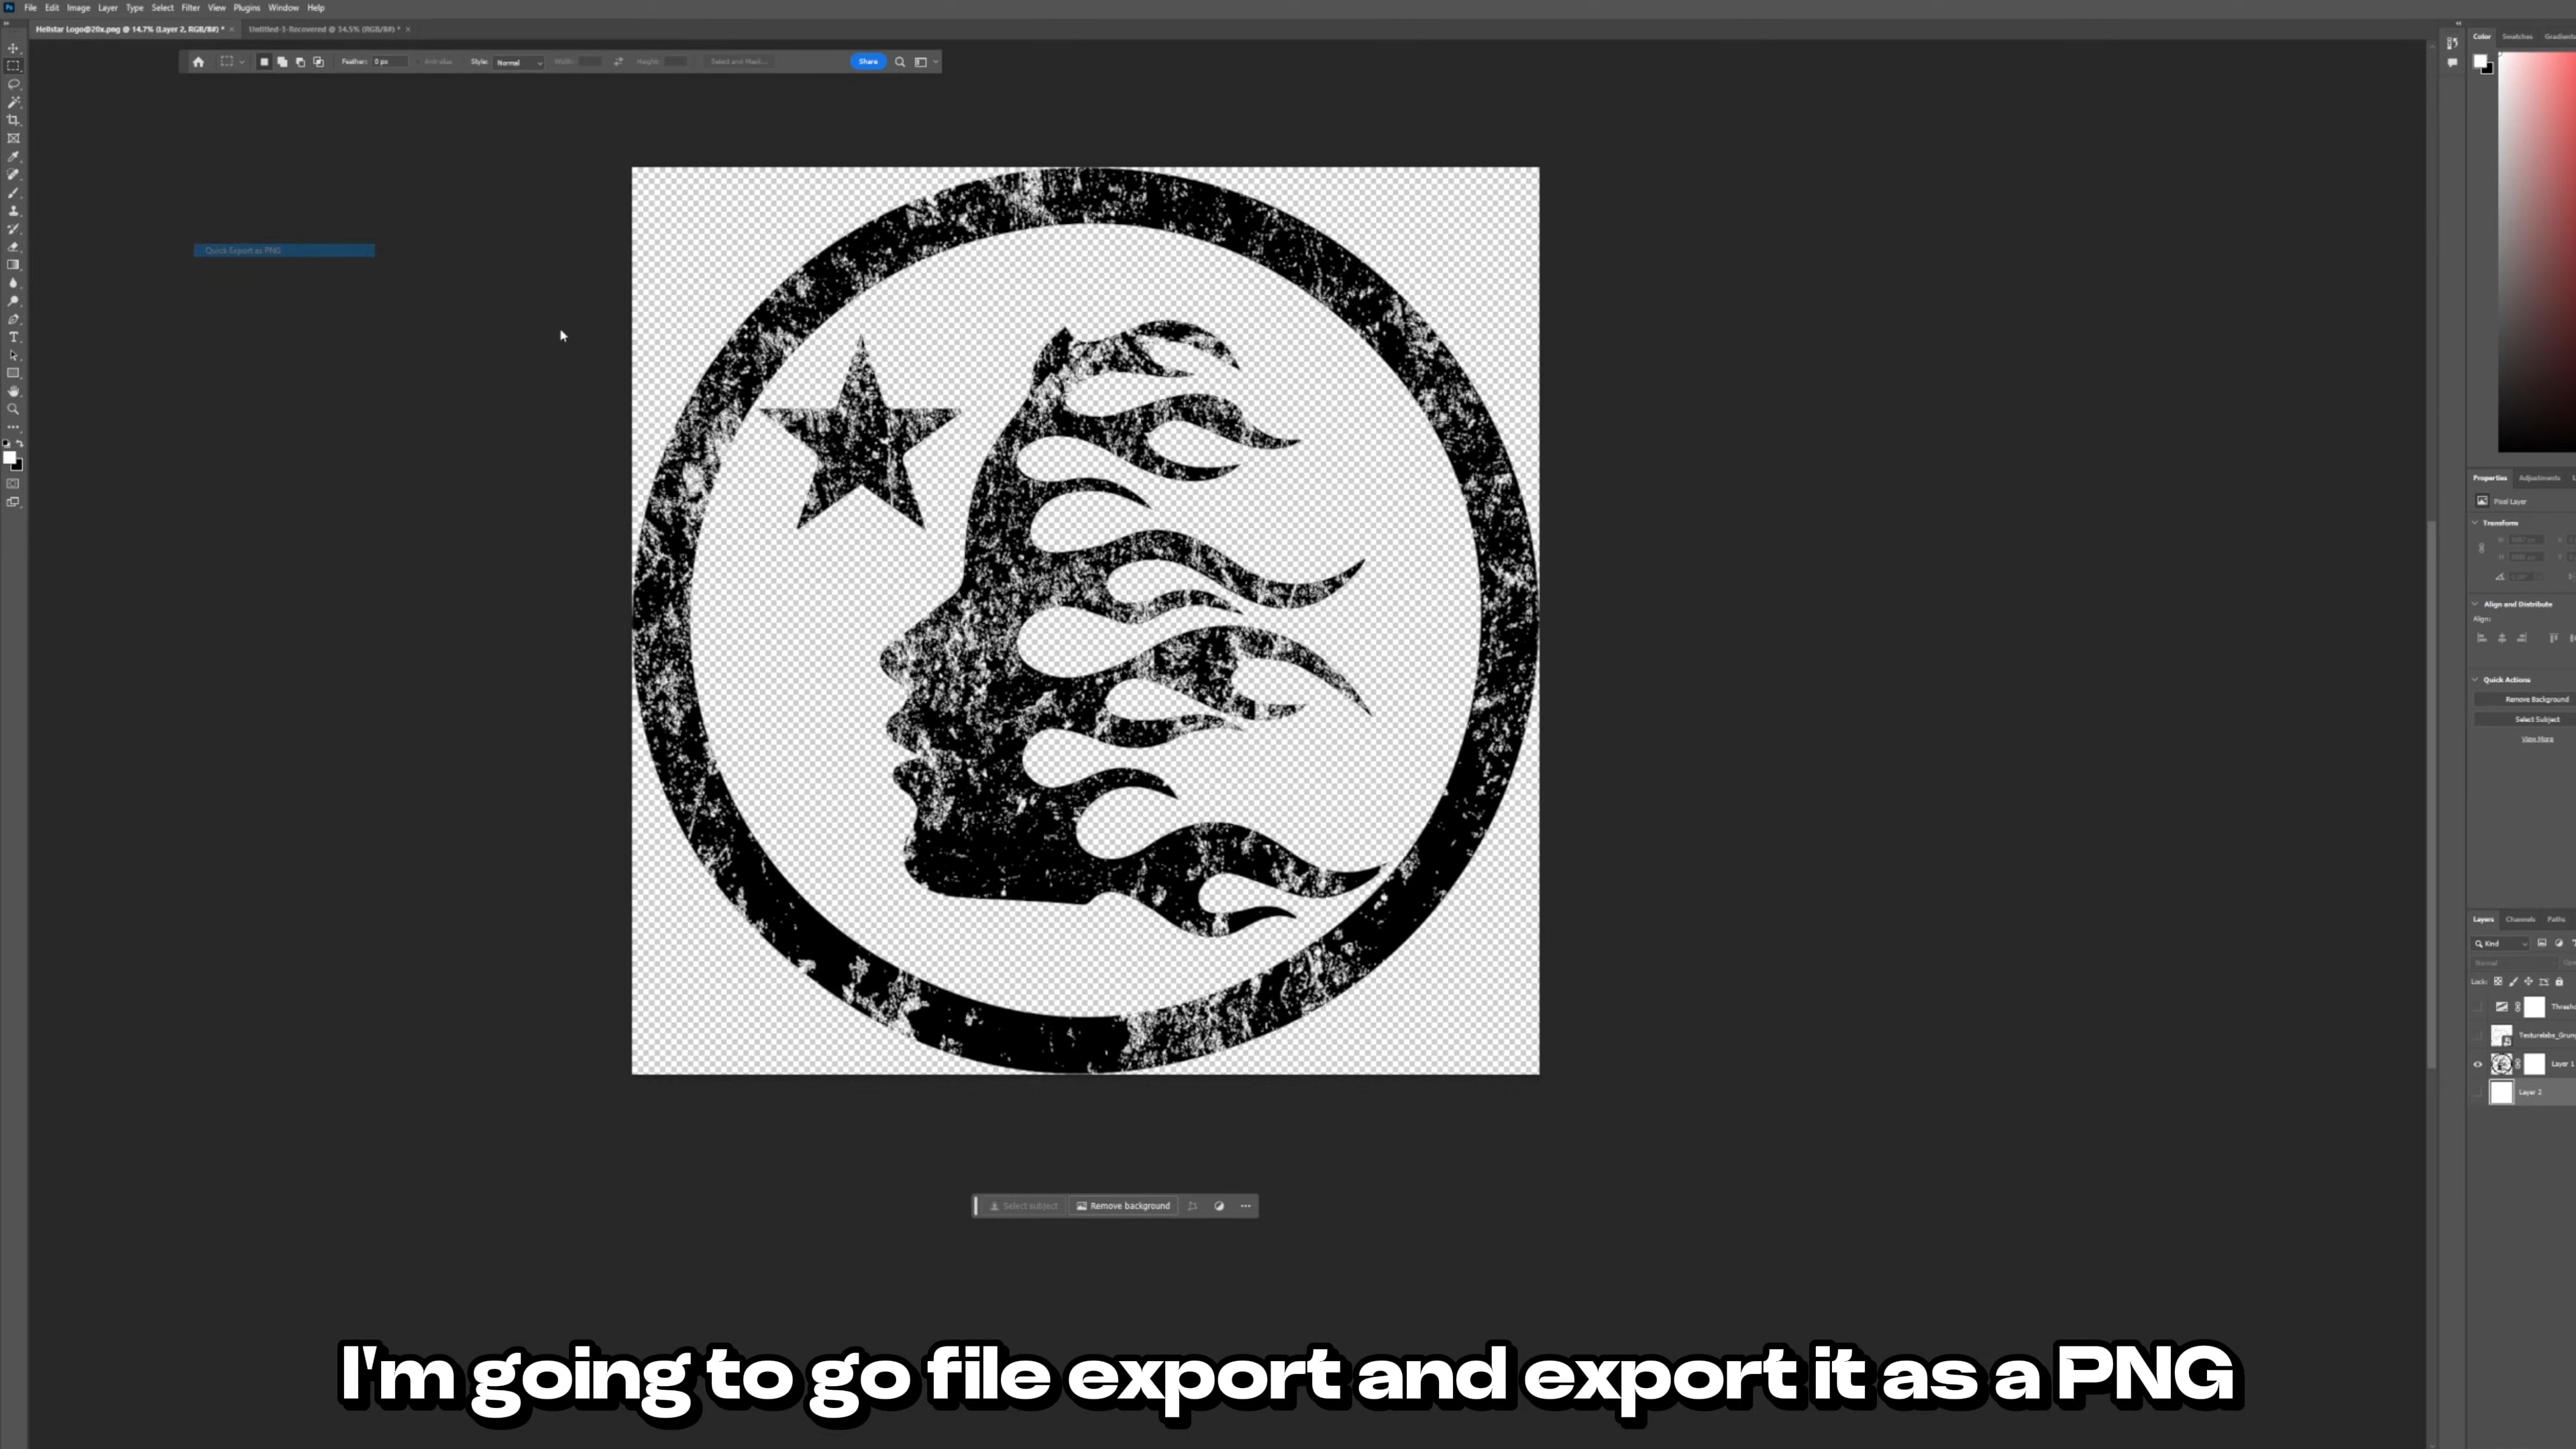 File Edit Image Layer Type Select Filter View Plugins Window Help
Hellstar Logo@20x.png @ 14.7% (Layer 2, RGB/8#) * ×
Untitled-3-Recovered @ 34.5% (RGB/8#) * ×
Feather: 0 px Anti-alias Style: Normal Width: Height: Select and Mask... Share
Color Swatches Gradients
Quick Export as PNG
Properties Adjustments
Pixel Layer
Transform
Align and Distribute
Align:
Quick Actions
Remove Background
Select Subject
View More
Layers Channels Paths
Kind
Normal
Lock:
Layer 1
Layer 2
Select subject Remove background
I'm going to go file export and export it as a PNG